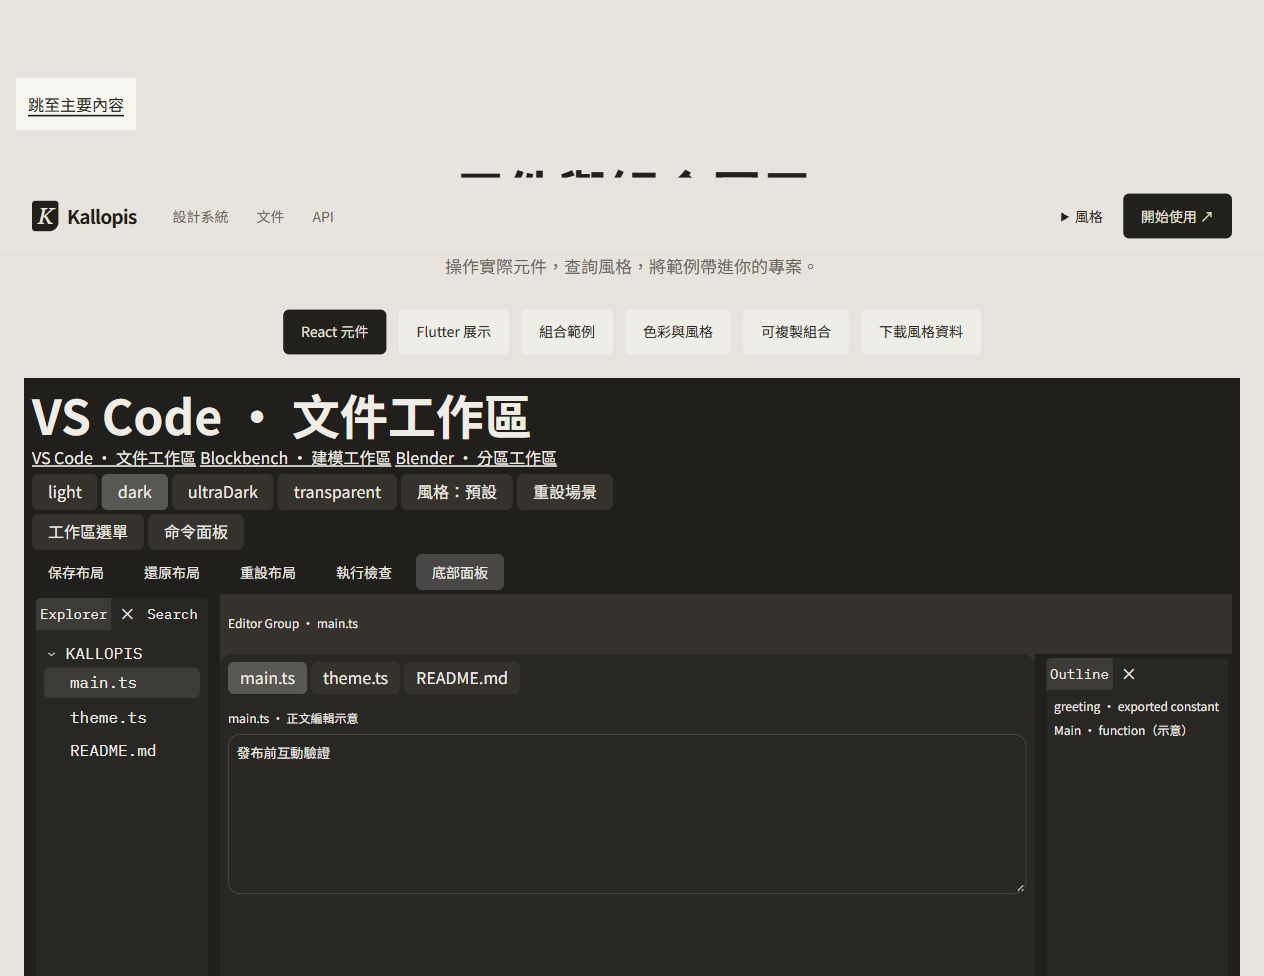 跳至主要內容
K Kallopis 設計系統 文件 API ▶ 風格 開始使用 ↗
操作實際元件，查詢風格，將範例帶進你的專案。
React 元件 Flutter 展示 組合範例 色彩與風格 可複製組合 下載風格資料
VS Code · 文件工作區
VS Code · 文件工作區 Blockbench · 建模工作區 Blender · 分區工作區
light dark ultraDark transparent 風格：預設 重設場景
工作區選單 命令面板
保存布局 還原布局 重設布局 執行檢查 底部面板
Explorer × Search
KALLOPIS
main.ts
theme.ts
README.md
Editor Group · main.ts
main.ts theme.ts README.md
main.ts · 正文編輯示意
發布前互動驗證
Outline ×
greeting · exported constant
Main · function（示意）